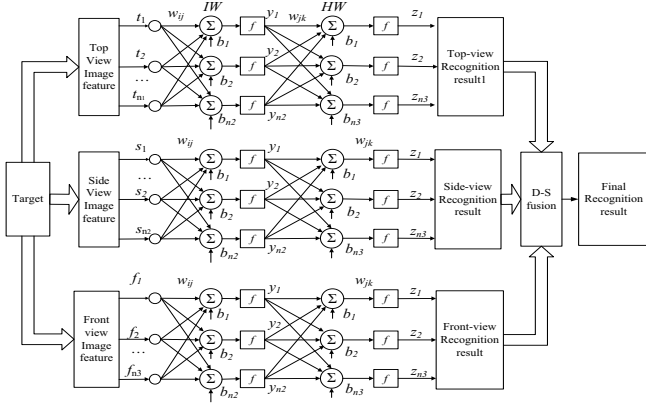 IW
HW
t1
wij
y1
wjk
z1
Σ
b1
f
Σ
b1
f
Top
View
Image
feature
t2
Σ
b2
f
y2
Σ
b2
f
z2
Top-view
Recognition
result1
...
tn1
Σ
bn2
f
yn2
Σ
bn3
f
z3
s1
wij
y1
wjk
z1
Σ
b1
f
Σ
b1
f
Side
View
Image
feature
...
s2
Σ
b2
f
y2
Σ
b2
f
z2
Side-view
Recognition
result
sn2
Σ
bn2
f
yn2
Σ
bn3
f
zn3
Target
D-S
fusion
Final
Recognition
result
f1
wij
y1
wjk
z1
Σ
b1
f
Σ
b1
f
Front
view
Image
feature
f2
Σ
b2
f
y2
Σ
b2
f
z2
Front-view
Recognition
result
...
fn3
Σ
bn2
f
yn2
Σ
bn3
f
zn3